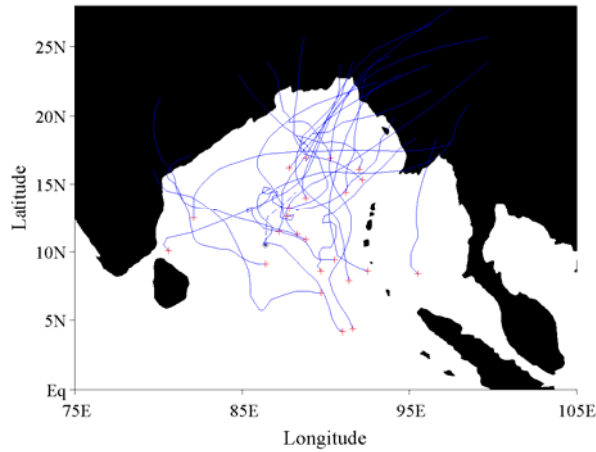 25N
20N
15N
10N
5N
Eq
Latitude
75E 85E 95E 105E
Longitude